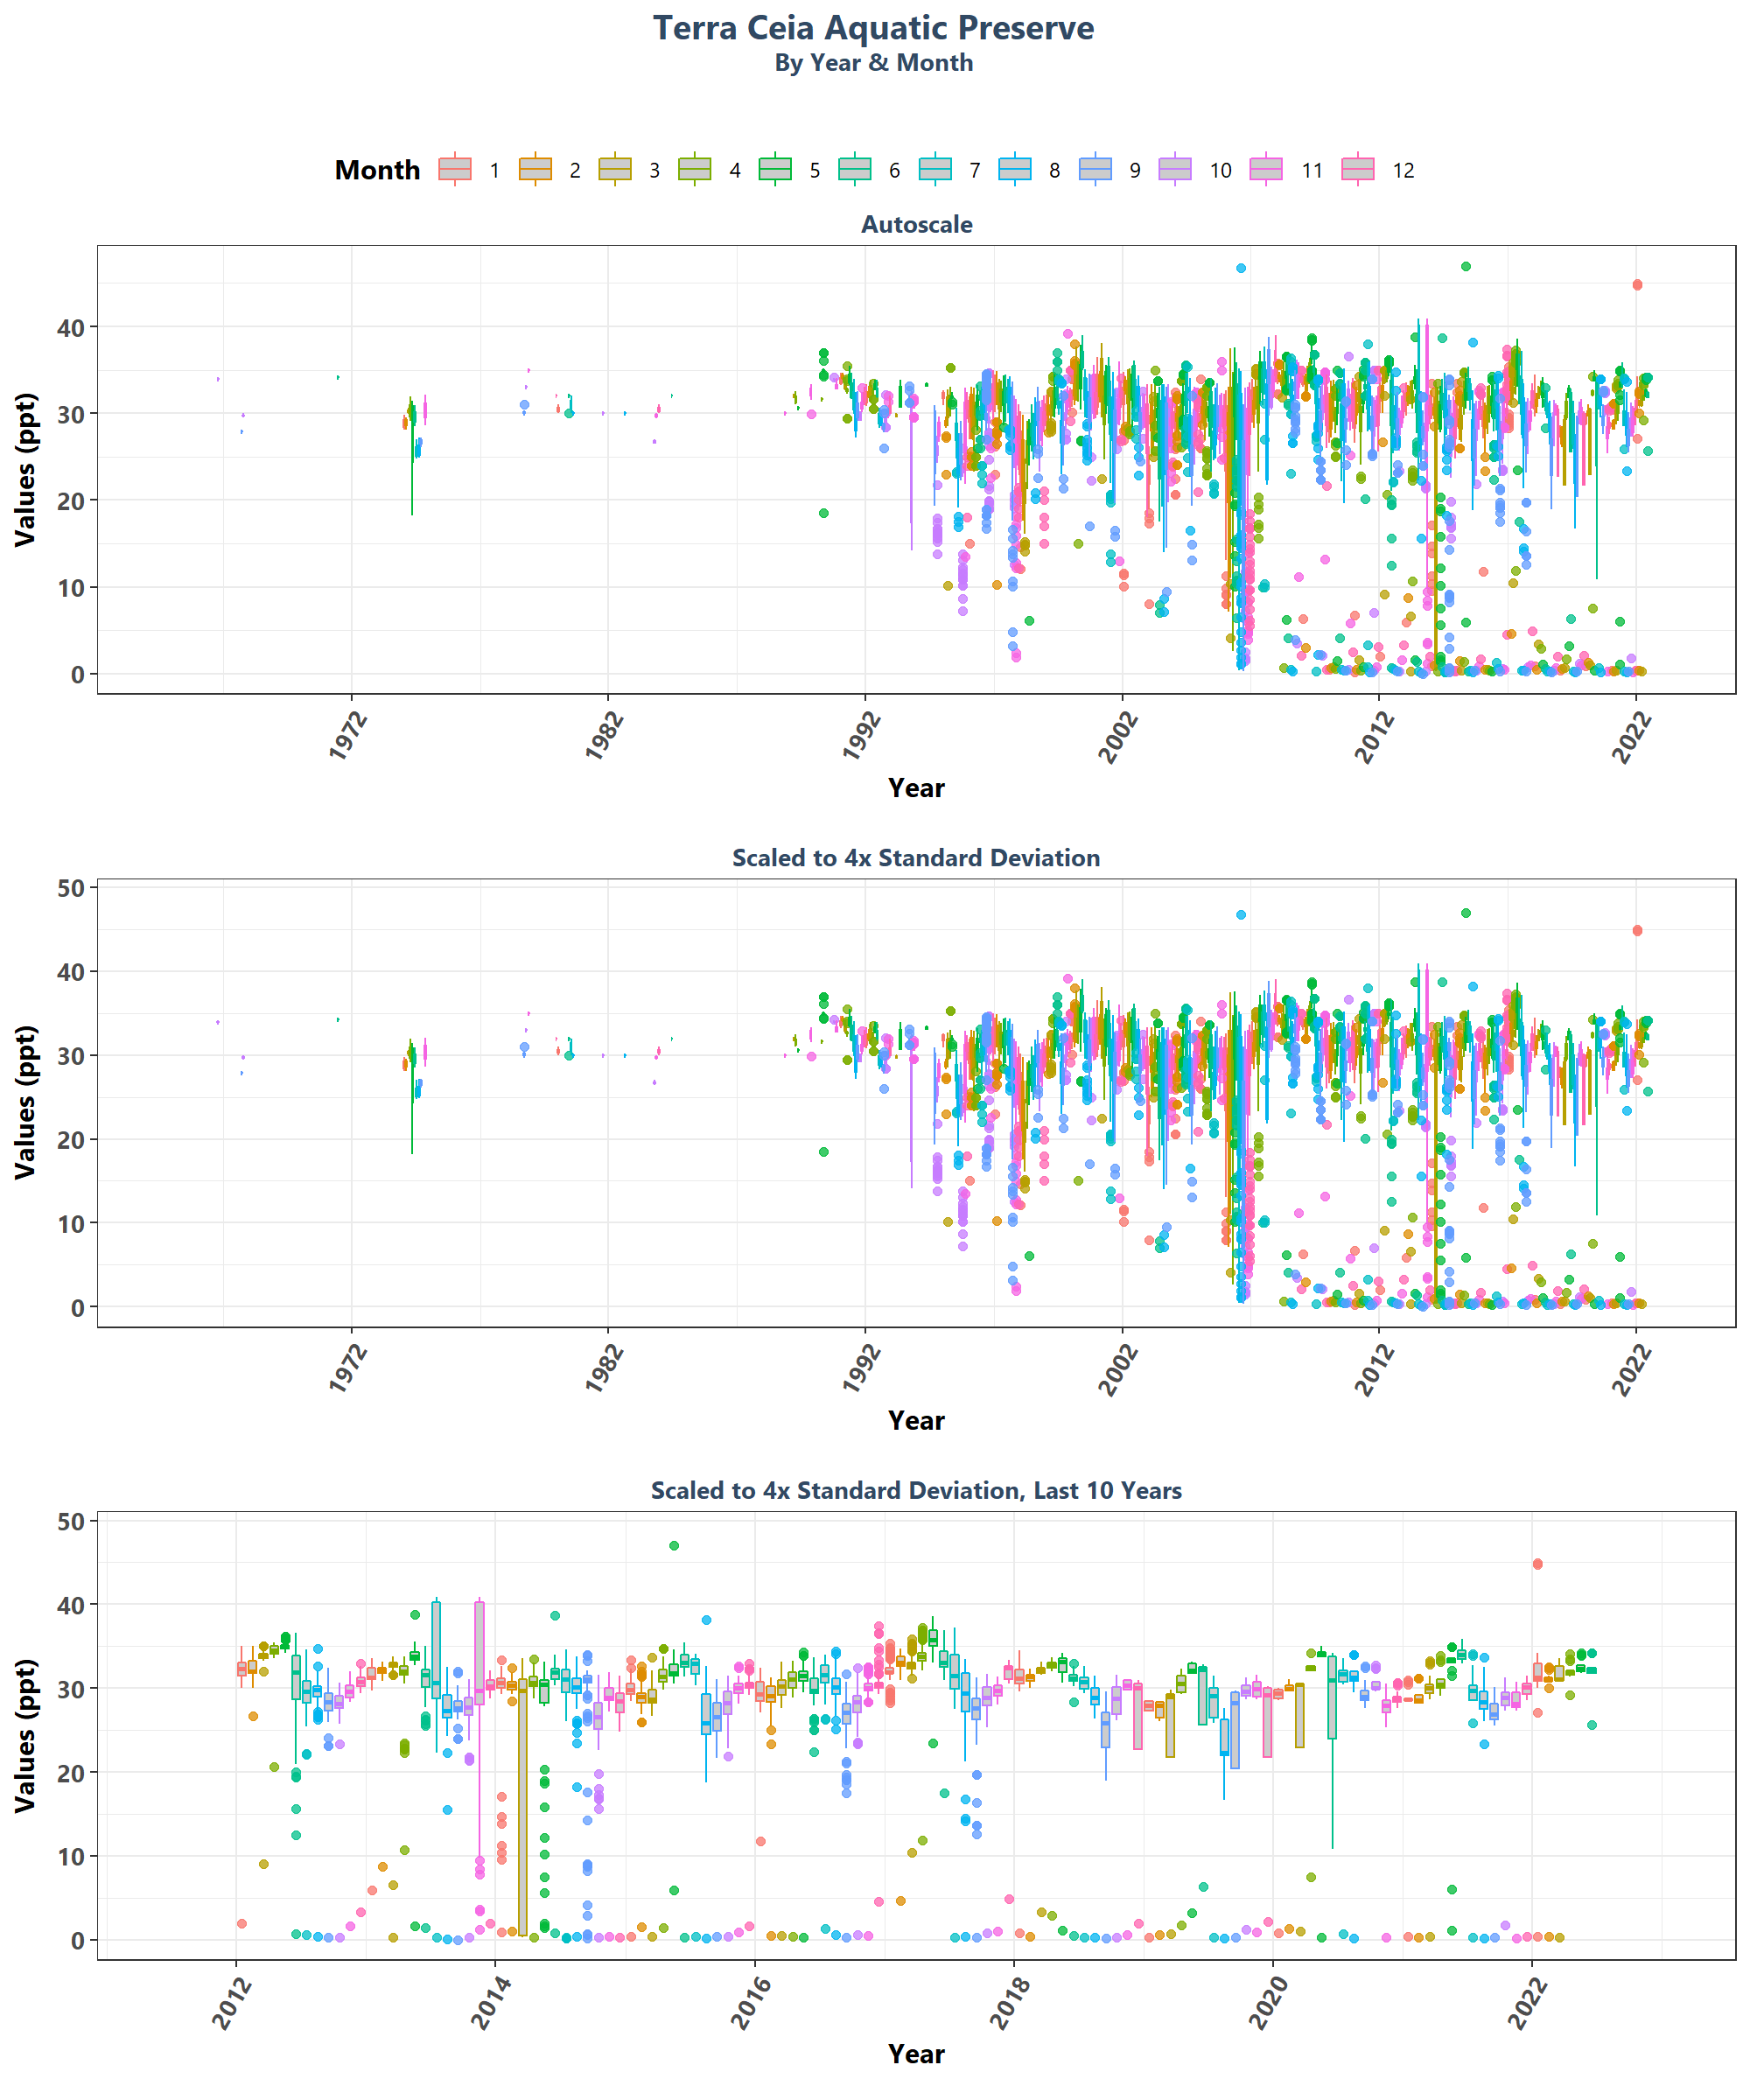 Terra Ceia Aquatic Preserve
By Year & Month
Month 1 2 3 4 5 6 7 8 9 10 11 12
Autoscale
Values (ppt)
40
30
20
10
0
1972 1982 1992 2002 2012 2022
Year
Scaled to 4x Standard Deviation
Values (ppt)
50
40
30
20
10
0
1972 1982 1992 2002 2012 2022
Year
Scaled to 4x Standard Deviation, Last 10 Years
Values (ppt)
50
40
30
20
10
0
2012 2014 2016 2018 2020 2022
Year